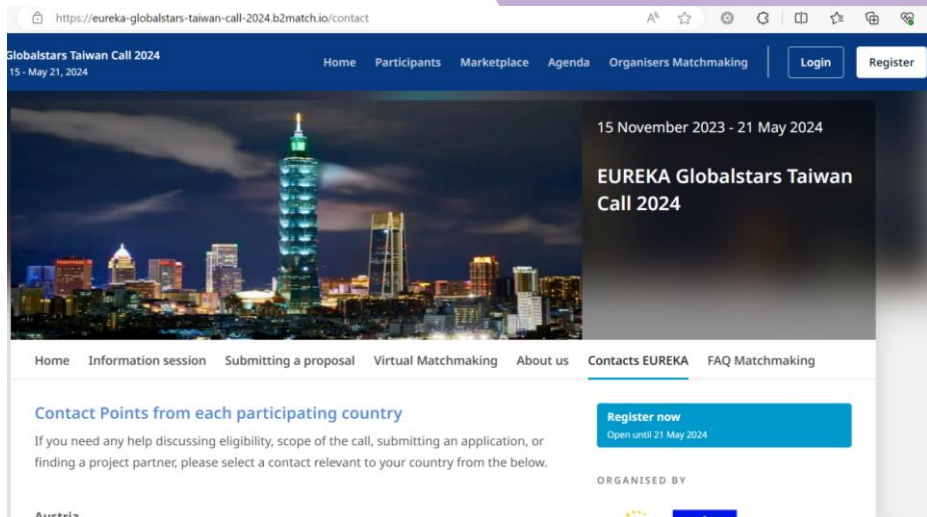 https://eureka-globalstars-taiwan-call-2024.b2match.io/contact
Globalstars Taiwan Call 2024
15 - May 21, 2024
Home Participants Marketplace Agenda Organisers Matchmaking Login Register
15 November 2023 - 21 May 2024
EUREKA Globalstars Taiwan
Call 2024
Home Information session Submitting a proposal Virtual Matchmaking About us Contacts EUREKA FAQ Matchmaking
Contact Points from each participating country
If you need any help discussing eligibility, scope of the call, submitting an application, or
finding a project partner, please select a contact relevant to your country from the below.
Austria
Register now
Open until 21 May 2024
ORGANISED BY